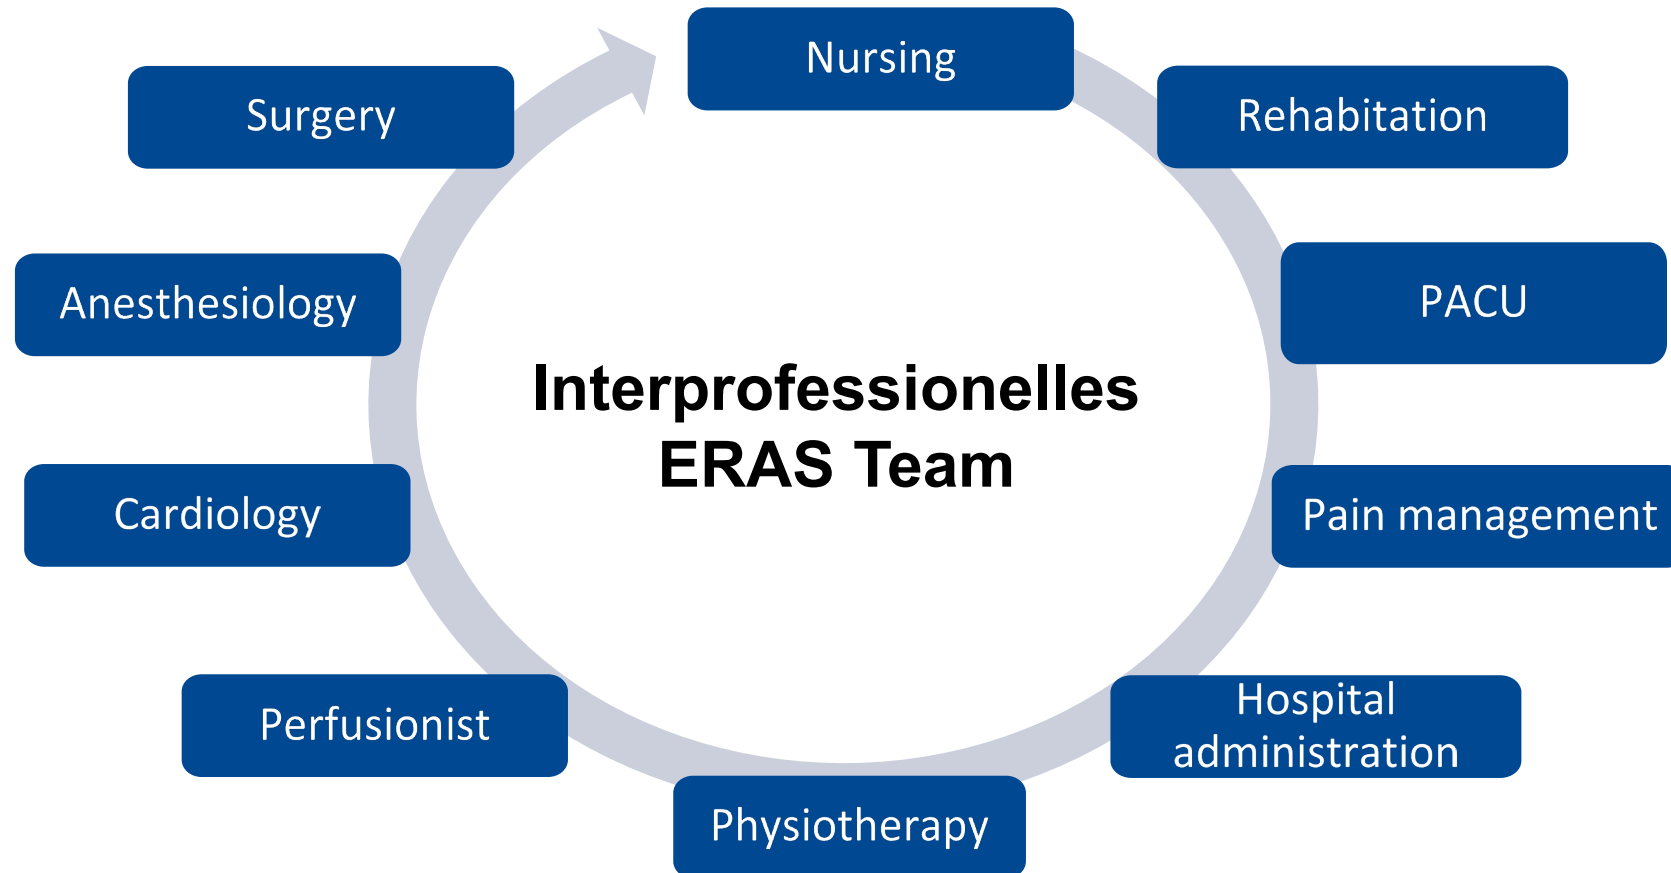 Nursing
Surgery
Rehabitation
Anesthesiology
PACU
Interprofessionelles
ERAS Team
Cardiology
Pain management
Perfusionist
Hospital
administration
Physiotherapy